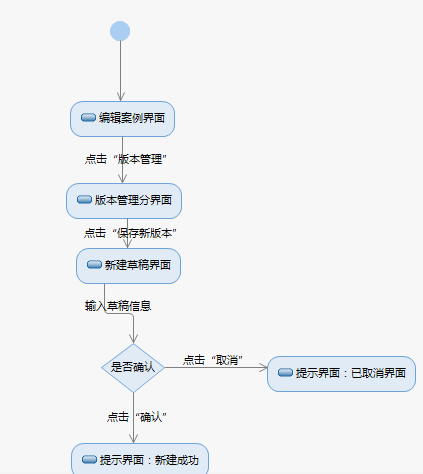 编辑案例界面
点击“版本管理”
版本管理分界面
点击“保存新版本”
新建草稿界面
输入草稿信息
是否确认
点击“取消”
提示界面：已取消界面
点击“确认”
提示界面：新建成功